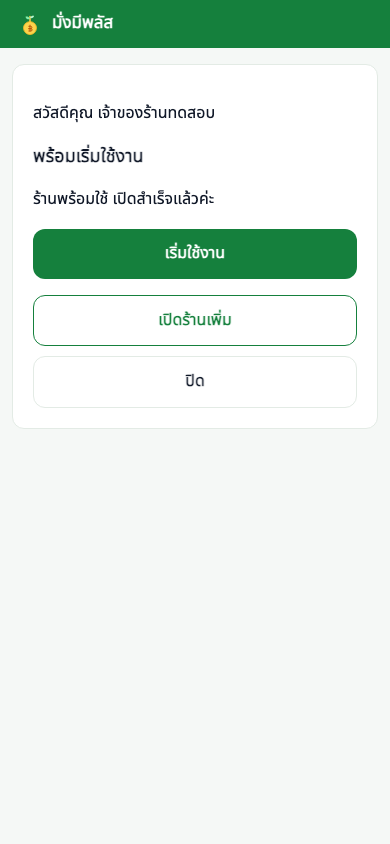 มั่งมีพลัส
สวัสดีคุณ เจ้าของร้านทดสอบ
พร้อมเริ่มใช้งาน
ร้านพร้อมใช้ เปิดสำเร็จแล้วค่ะ
เริ่มใช้งาน
เปิดร้านเพิ่ม
ปิด